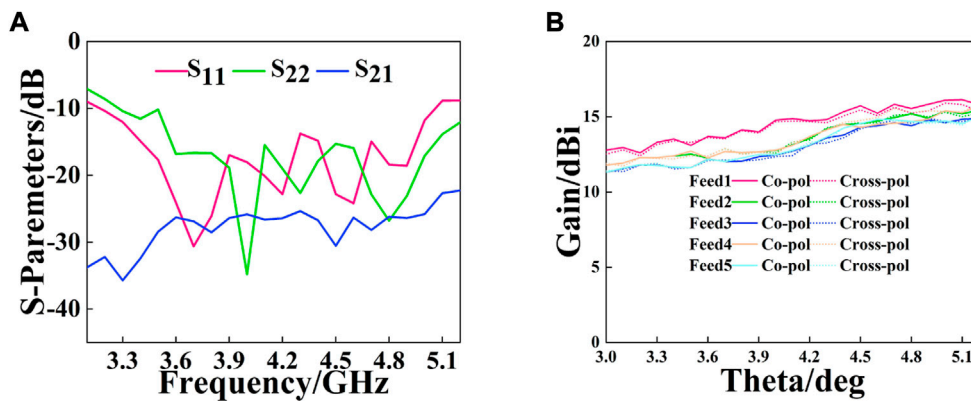 A
S-Paremeters/dB
0
-10
-20
-30
-40
S11 S22 S21
3.3 3.6 3.9 4.2 4.5 4.8 5.1
Frequency/GHz
B
Gain/dBi
20
15
10
5
0
Feed1 Co-pol Cross-pol
Feed2 Co-pol Cross-pol
Feed3 Co-pol Cross-pol
Feed4 Co-pol Cross-pol
Feed5 Co-pol Cross-pol
3.0 3.3 3.6 3.9 4.2 4.5 4.8 5.1
Theta/deg